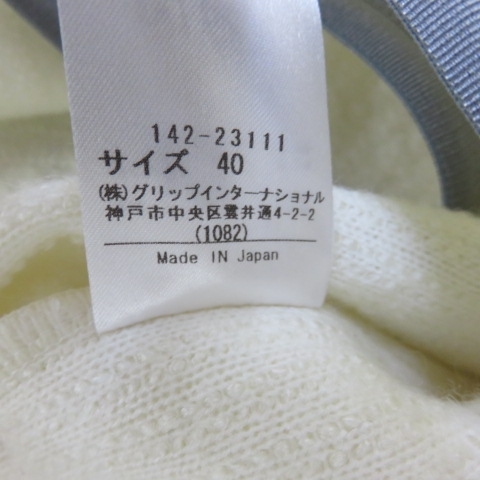 142-23111
サイズ 40
(株)グリップインターナショナル
神戸市中央区雲井通4-2-2
(1082)
Made IN Japan